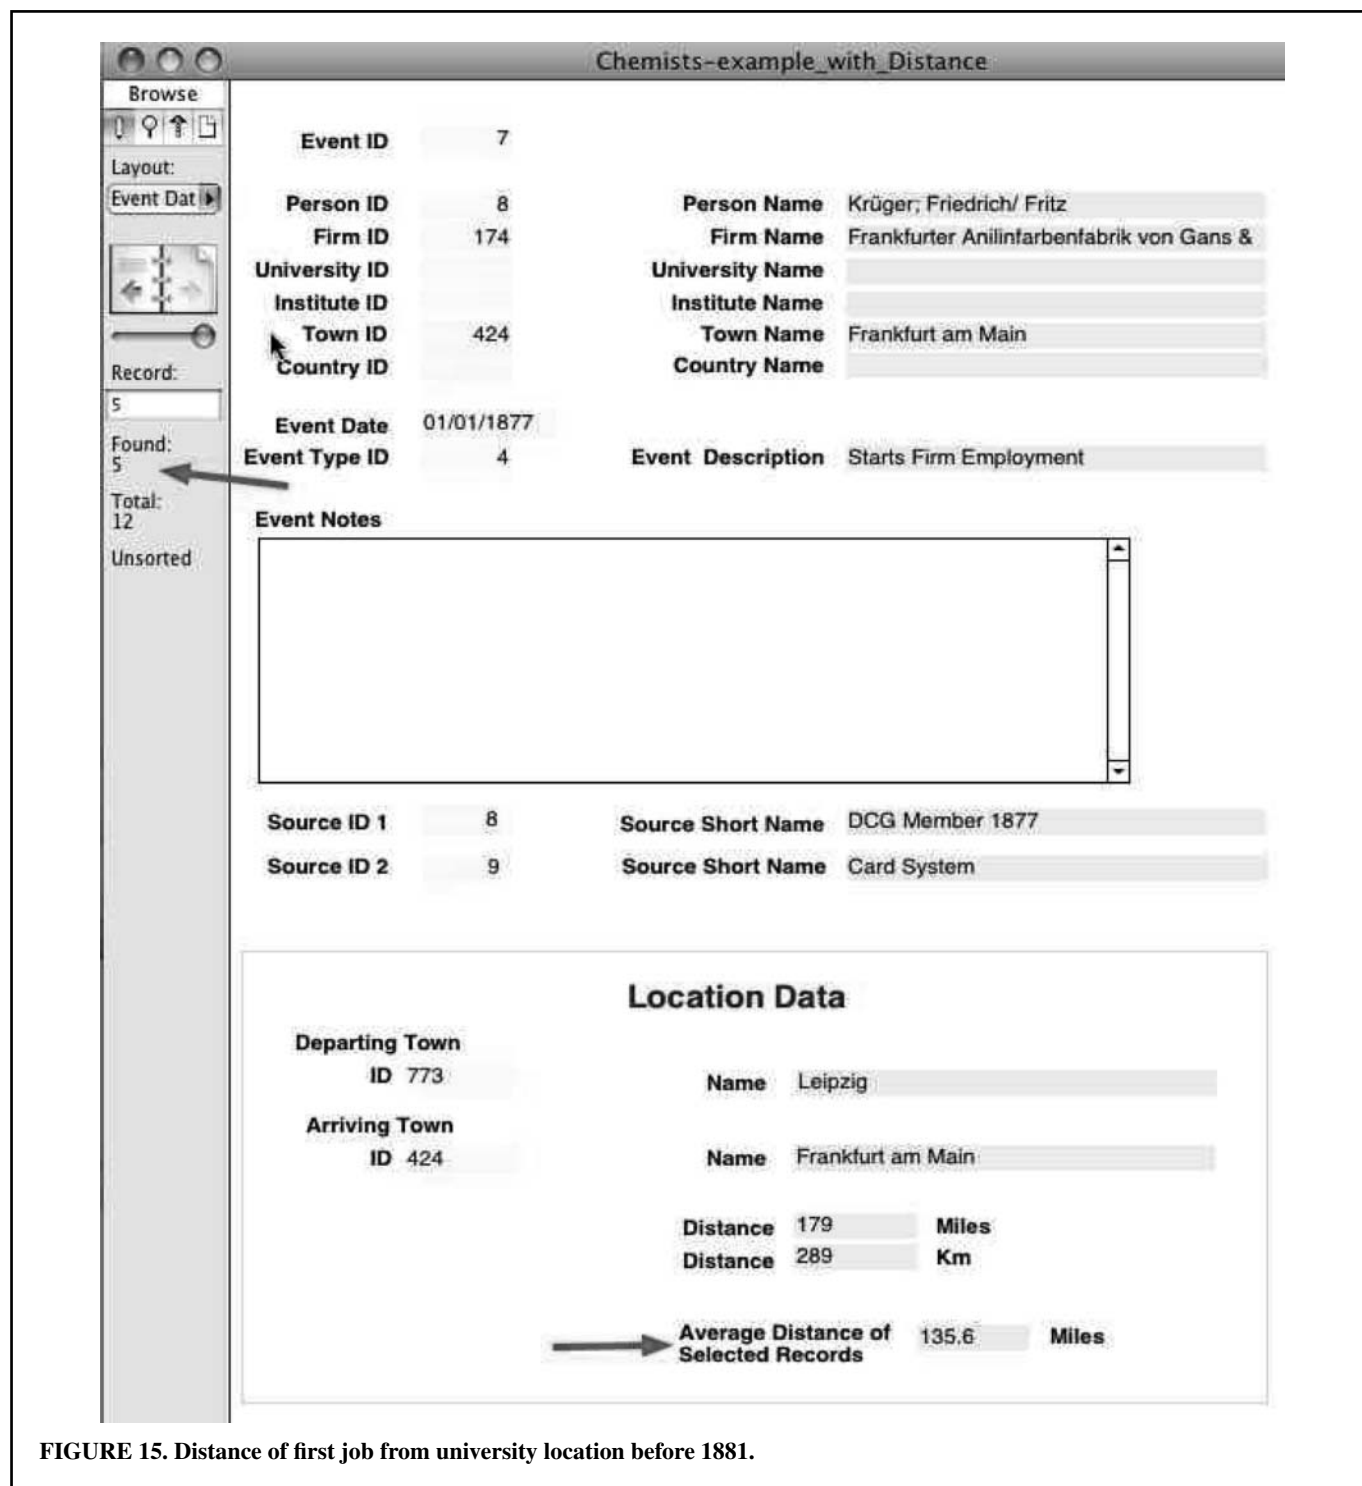 Chemists-example_with_Distance
Browse
Layout:
Event Dat
Record:
5
Found:
5
Total:
12
Unsorted
Event ID 7
Person ID 8 Person Name Krüger; Friedrich/ Fritz
Firm ID 174 Firm Name Frankfurter Anilinfarbenfabrik von Gans &
University ID University Name
Institute ID Institute Name
Town ID 424 Town Name Frankfurt am Main
Country ID Country Name
Event Date 01/01/1877
Event Type ID 4 Event Description Starts Firm Employment
Event Notes
Source ID 1 8 Source Short Name DCG Member 1877
Source ID 2 9 Source Short Name Card System
Location Data
Departing Town
ID 773 Name Leipzig
Arriving Town
ID 424 Name Frankfurt am Main
Distance 179 Miles
Distance 289 Km
Average Distance of 135.6 Miles
Selected Records
FIGURE 15. Distance of first job from university location before 1881.